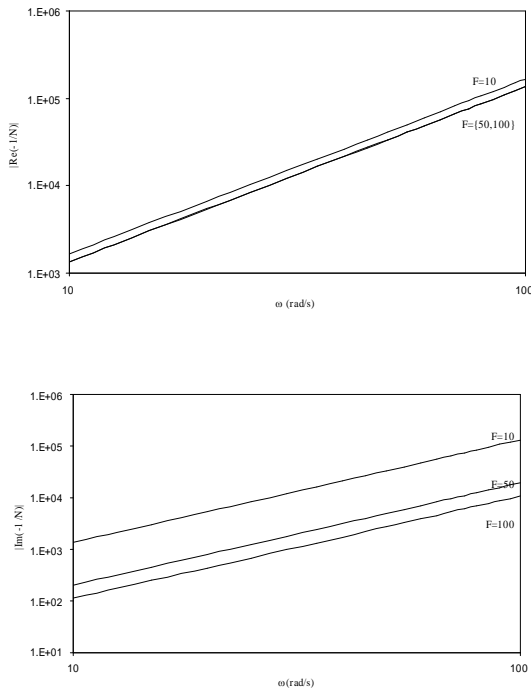 1.E+06
F=10
1.E+05
F={50,100}
|Re(-1/N)|
1.E+04
1.E+03
10
100
ω (rad/s)
1.E+06
F=10
1.E+05
F=50
1.E+04
F=100
|Im(-1/N)|
1.E+03
1.E+02
1.E+01
10
100
ω (rad/s)